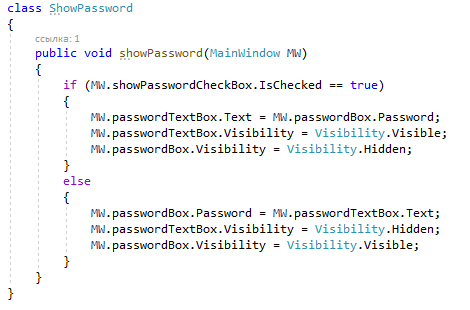 class ShowPassword
{
ссылка: 1
public void showPassword(MainWindow MW)
{
if (MW.showPasswordCheckBox.IsChecked == true)
{
MW.passwordTextBox.Text = MW.passwordBox.Password;
MW.passwordTextBox.Visibility = Visibility.Visible;
MW.passwordBox.Visibility = Visibility.Hidden;
}
else
{
MW.passwordBox.Password = MW.passwordTextBox.Text;
MW.passwordTextBox.Visibility = Visibility.Hidden;
MW.passwordBox.Visibility = Visibility.Visible;
}
}
}